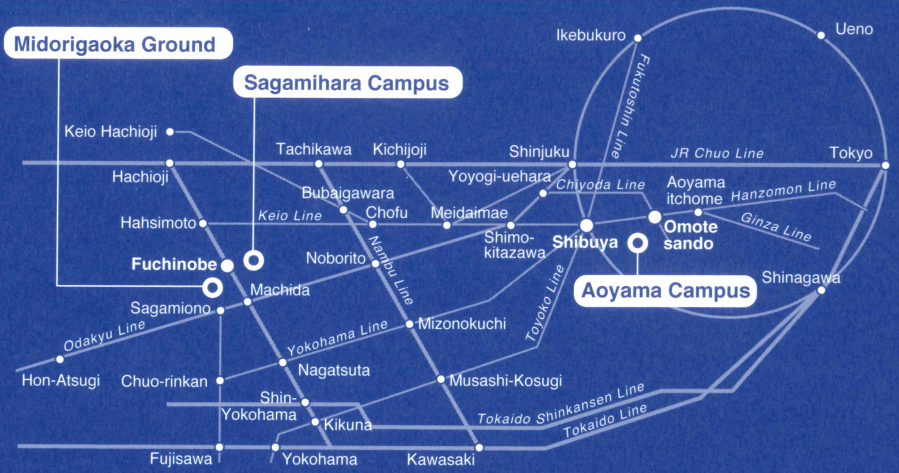 Midorigaoka Ground
Sagamihara Campus
Ikebukuro
Ueno
Fukutoshin Line
Keio Hachioji
Tachikawa
Kichijoji
Shinjuku
JR Chuo Line
Tokyo
Hachioji
Yoyogi-uehara
Chiyoda Line
Aoyama
itchome
Hanzomon Line
Bubaigawara
Hahsimoto
Keio Line
Chofu
Meidaimae
Ginza Line
Shimo-
kitazawa
Shibuya
Omote
sando
Fuchinobe
Noborito
Nambu Line
Machida
Sagamiono
Shinagawa
Aoyama Campus
Odakyu Line
Yokohama Line
Mizonokuchi
Toyoko Line
Hon-Atsugi
Chuo-rinkan
Nagatsuta
Musashi-Kosugi
Shin-
Yokohama
Kikuna
Tokaido Shinkansen Line
Tokaido Line
Fujisawa
Yokohama
Kawasaki